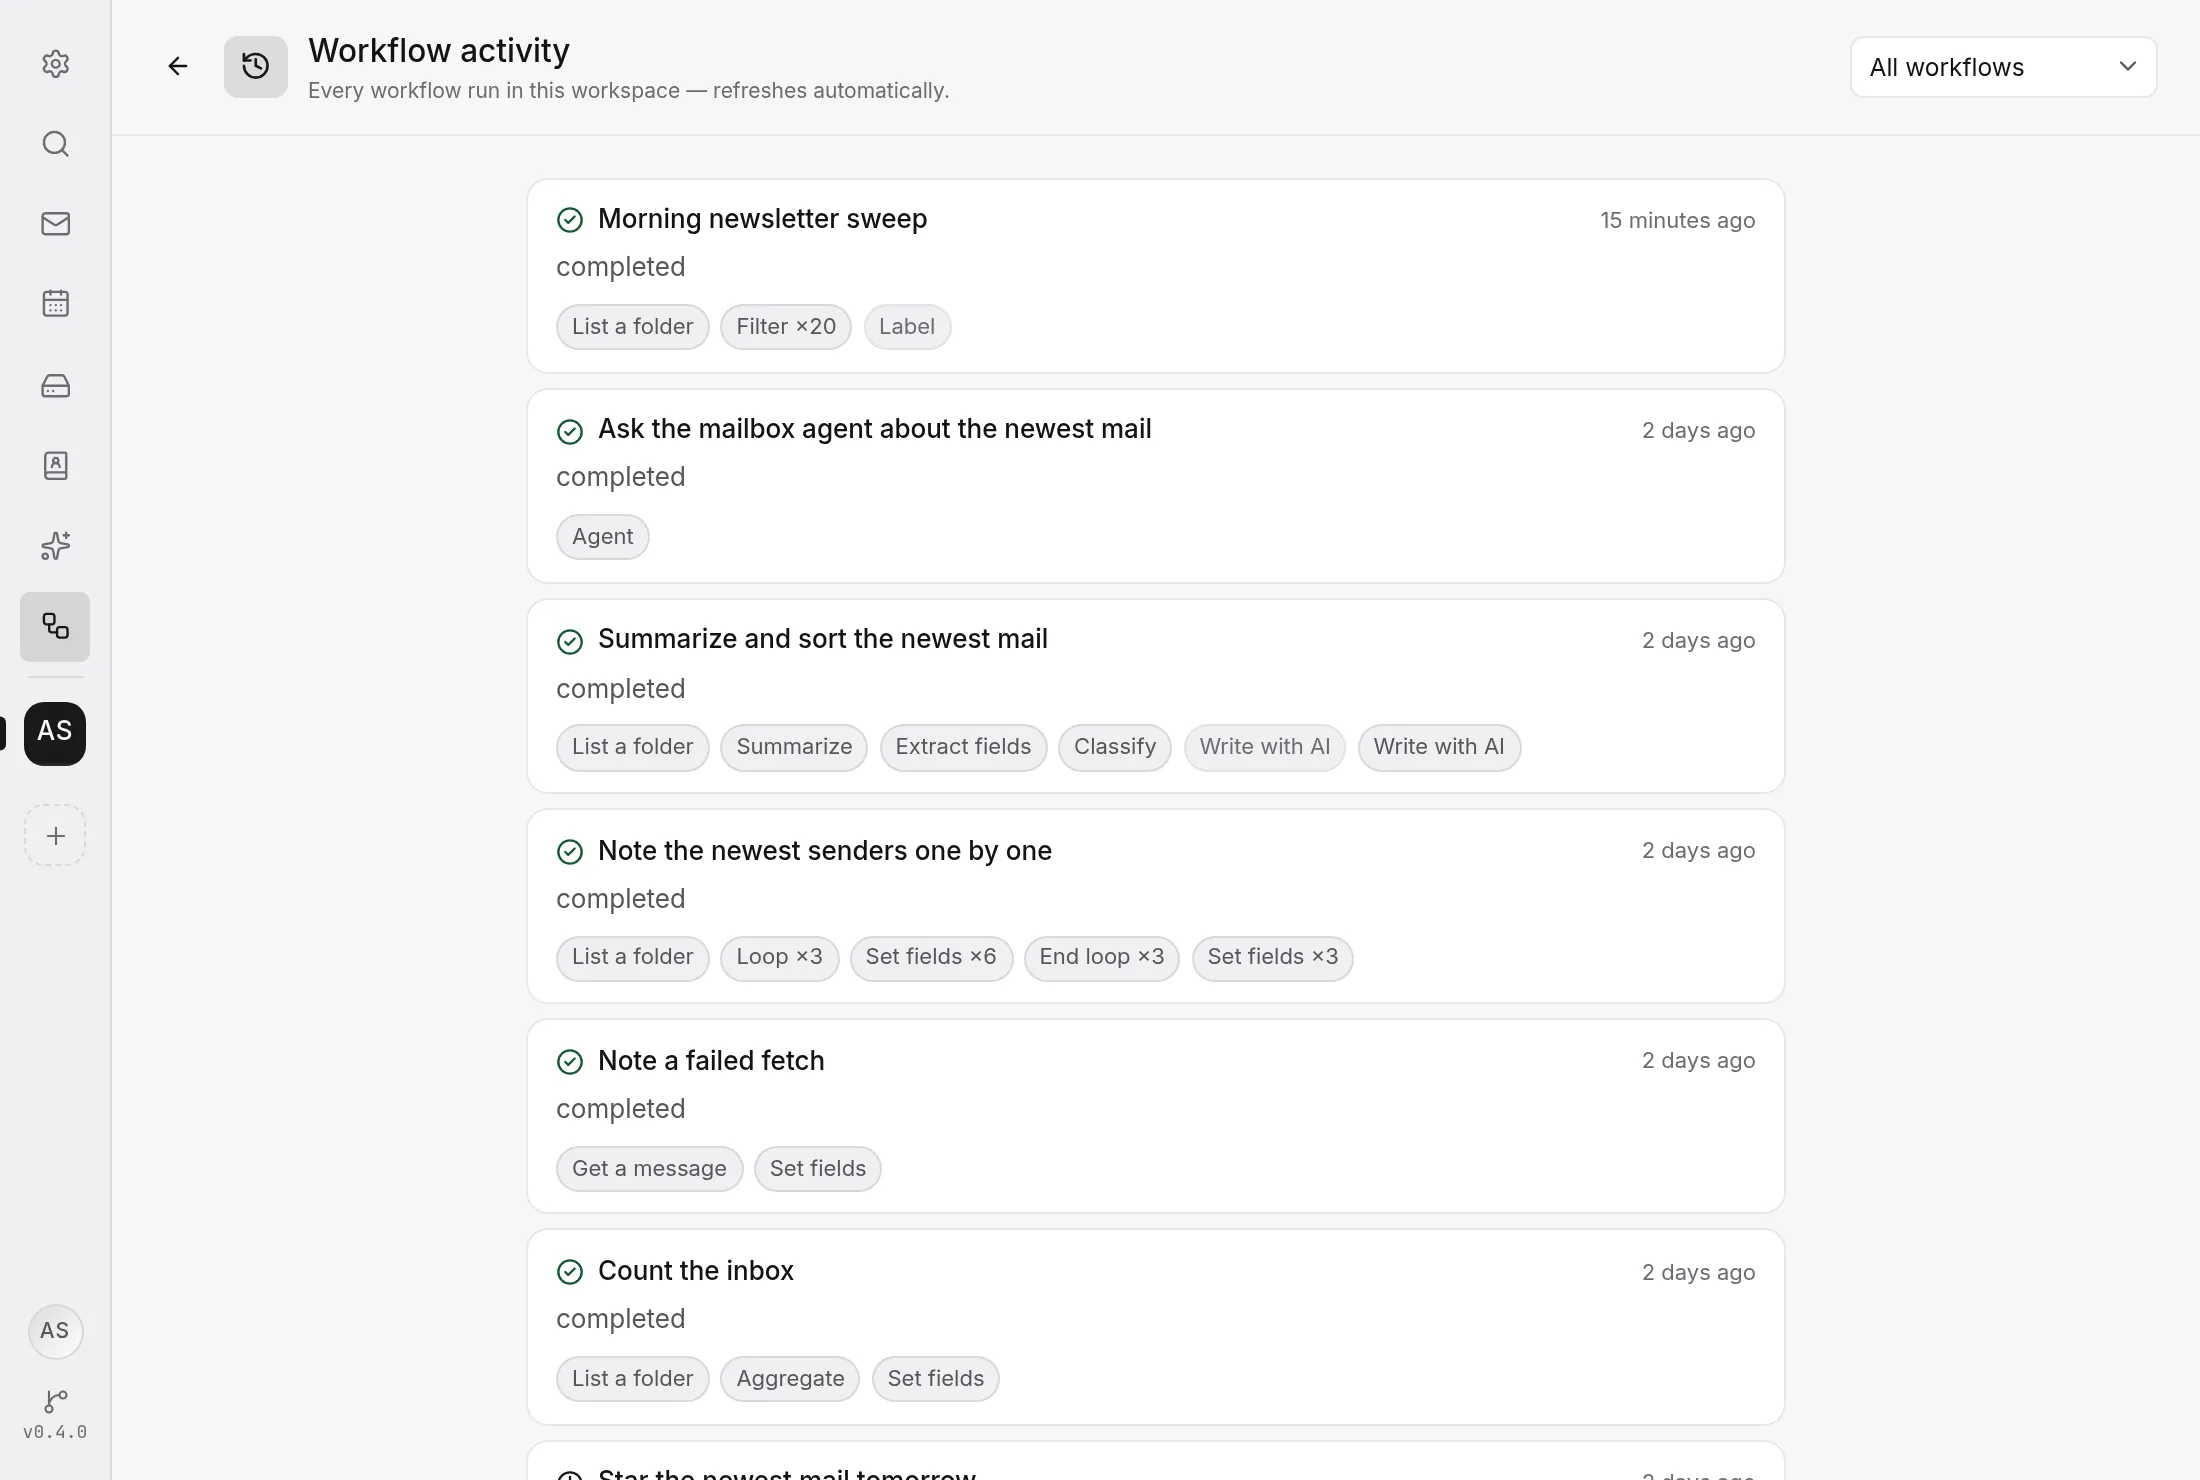 Workflow activity
Every workflow run in this workspace — refreshes automatically.
All workflows
Morning newsletter sweep
15 minutes ago
completed
List a folder
Filter ×20
Label
Ask the mailbox agent about the newest mail
2 days ago
completed
Agent
Summarize and sort the newest mail
2 days ago
completed
List a folder
Summarize
Extract fields
Classify
Write with AI
Write with AI
Note the newest senders one by one
2 days ago
completed
List a folder
Loop ×3
Set fields ×6
End loop ×3
Set fields ×3
Note a failed fetch
2 days ago
completed
Get a message
Set fields
Count the inbox
2 days ago
completed
List a folder
Aggregate
Set fields
Star the newest mail tomorrow
2 days ago
AS
AS
v0.4.0